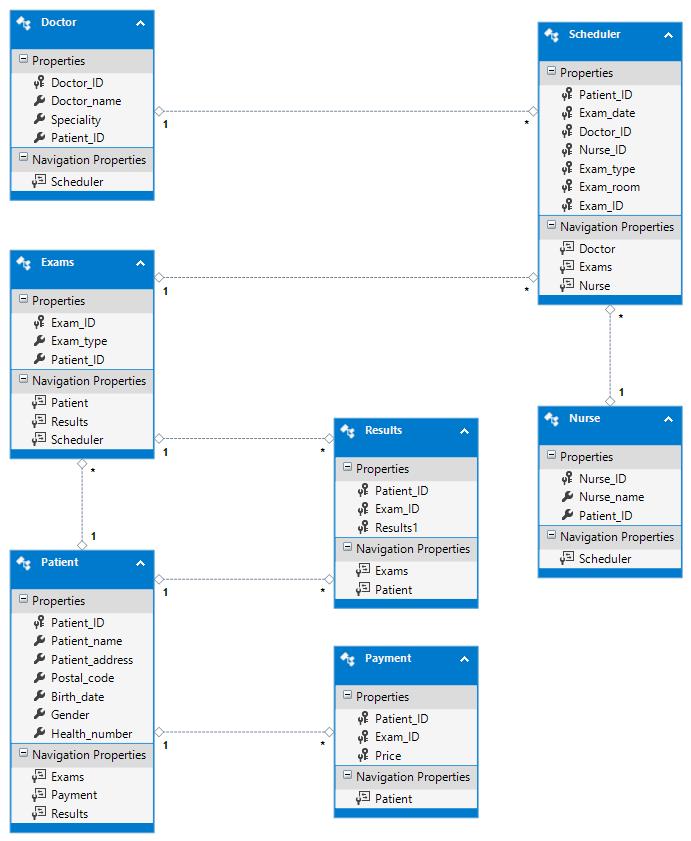 Doctor
Properties
Doctor_ID
Doctor_name
Speciality
Patient_ID
Navigation Properties
Scheduler
1
*
Scheduler
Properties
Patient_ID
Exam_date
Doctor_ID
Nurse_ID
Exam_type
Exam_room
Exam_ID
Navigation Properties
Doctor
Exams
Nurse
Exams
Properties
Exam_ID
Exam_type
Patient_ID
Navigation Properties
Patient
Results
Scheduler
1
*
*
1
1
*
*
1
Results
Properties
Patient_ID
Exam_ID
Results1
Navigation Properties
Exams
Patient
Nurse
Properties
Nurse_ID
Nurse_name
Patient_ID
Navigation Properties
Scheduler
Patient
Properties
Patient_ID
Patient_name
Patient_address
Postal_code
Birth_date
Gender
Health_number
Navigation Properties
Exams
Payment
Results
1
*
1
*
Payment
Properties
Patient_ID
Exam_ID
Price
Navigation Properties
Patient